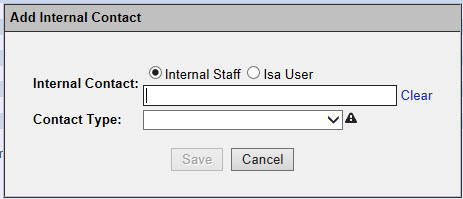 Add Internal Contact
Internal Staff Isa User
Internal Contact:
Clear
Contact Type:
Save Cancel